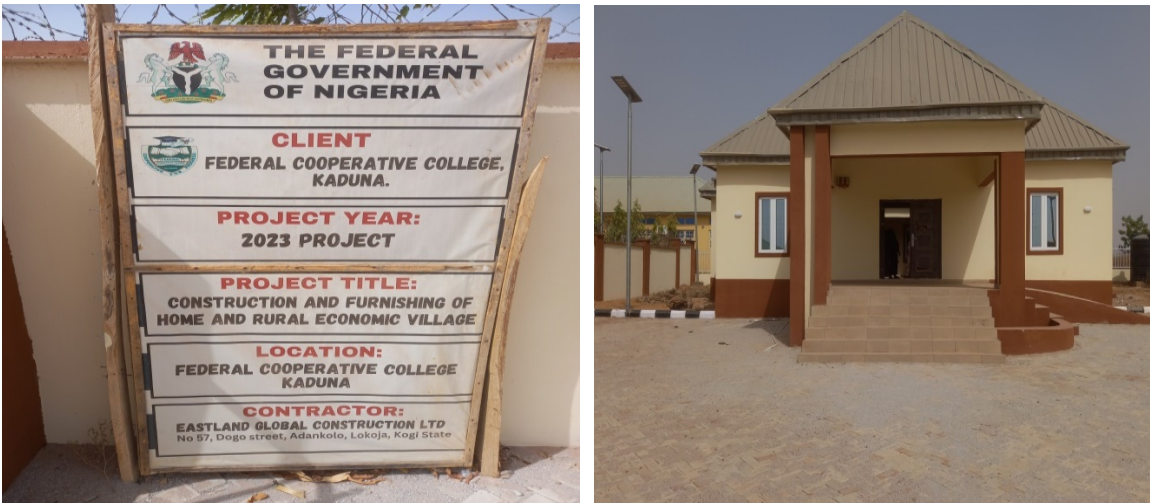 THE FEDERAL
GOVERNMENT
OF NIGERIA
CLIENT
FEDERAL COOPERATIVE COLLEGE,
KADUNA.
PROJECT YEAR:
2023 PROJECT
PROJECT TITLE:
CONSTRUCTION AND FURNISHING OF
HOME AND RURAL ECONOMIC VILLAGE
LOCATION:
FEDERAL COOPERATIVE COLLEGE
KADUNA
CONTRACTOR:
EASTLAND GLOBAL CONSTRUCTION LTD
No 57, Dogo street, Adankolo, Lokoja, Kogi State